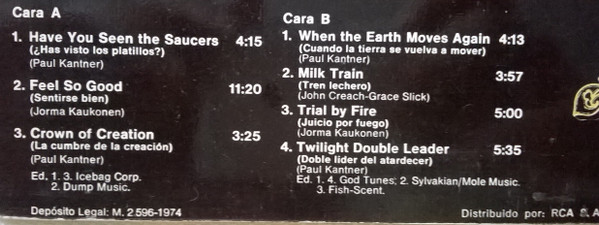 Cara A
1. Have You Seen the Saucers 4:15
(¿Has visto los platillos?)
(Paul Kantner)
2. Feel So Good 11:20
(Sentirse bien)
(Jorma Kaukonen)
3. Crown of Creation 3:25
(La cumbre de la creación)
(Paul Kantner)
Ed. 1. 3. Icebag Corp.
2. Dump Music.
Depósito Legal: M. 2.596-1974
Cara B
1. When the Earth Moves Again 4:13
(Cuando la tierra se vuelva a mover)
(Paul Kantner)
2. Milk Train 3:57
(Tren lechero)
(John Creach-Grace Slick)
3. Trial by Fire 5:00
(Juicio por fuego)
(Jorma Kaukonen)
4. Twilight Double Leader 5:35
(Doble líder del atardecer)
(Paul Kantner)
Ed. 1. 4. God Tunes; 2. Sylvakian/Mole Music.
3. Fish-Scent.
Distribuido por: RCA S. A